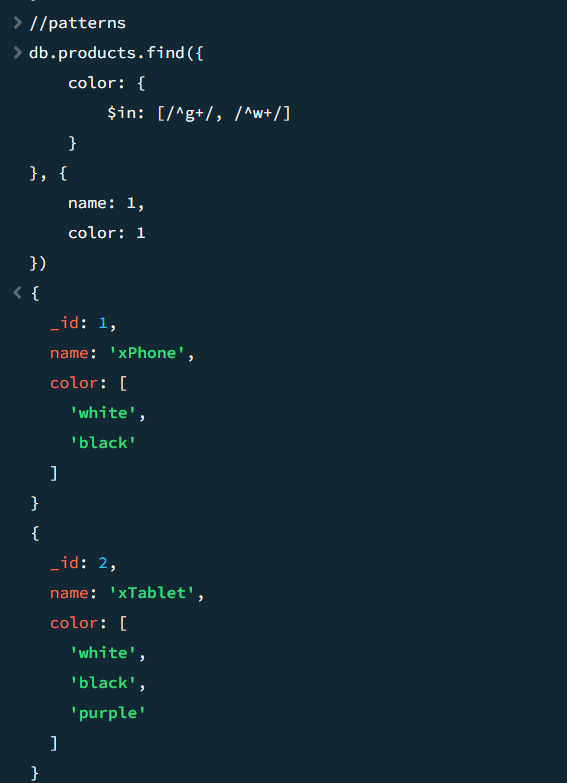 > //patterns
> db.products.find({
color: {
$in: [/^g+/, /^w+/]
}
}, {
name: 1,
color: 1
})
< {
_id: 1,
name: 'xPhone',
color: [
'white',
'black'
]
}
{
_id: 2,
name: 'xTablet',
color: [
'white',
'black',
'purple'
]
}